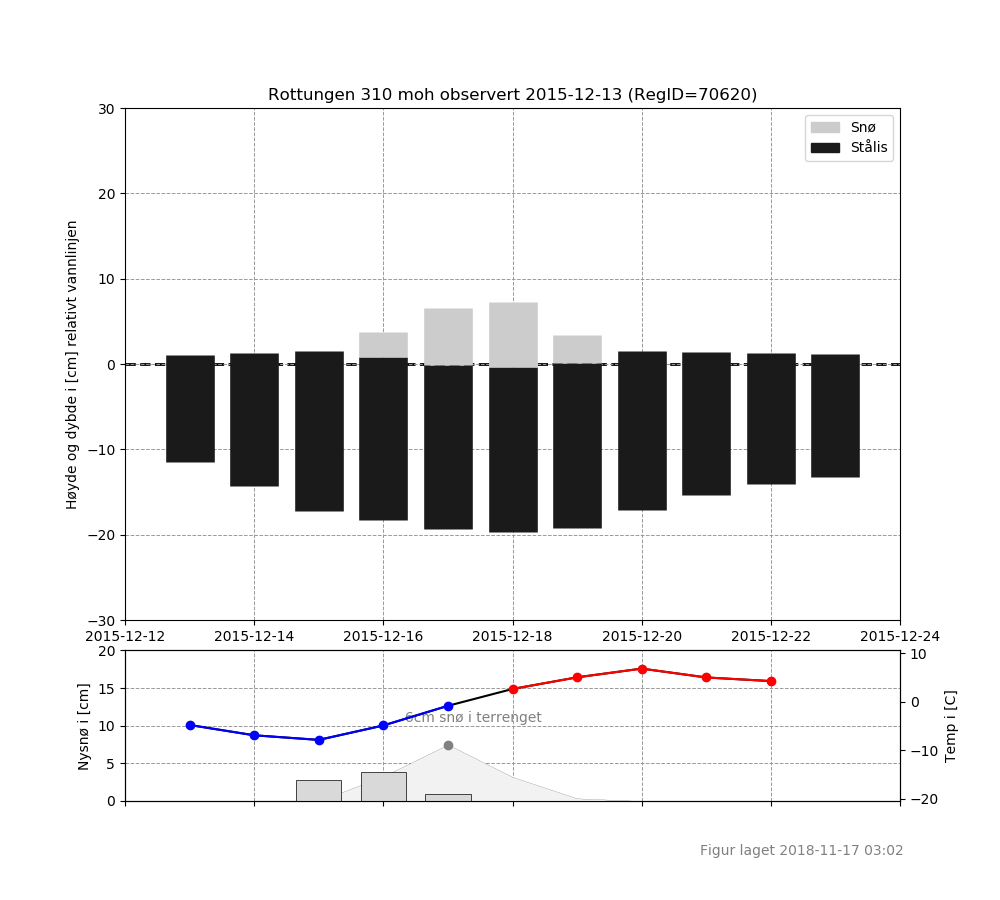 Rottungen 310 moh observert 2015-12-13 (RegID=70620)
Snø
Stålis
Høyde og dybde i [cm] relativt vannlinjen
30
20
10
0
−10
−20
−30
2015-12-12
2015-12-14
2015-12-16
2015-12-18
2015-12-20
2015-12-22
2015-12-24
Nysnø i [cm]
20
15
10
5
0
6cm snø i terrenget
10
0
−10
−20
Temp i [C]
Figur laget 2018-11-17 03:02